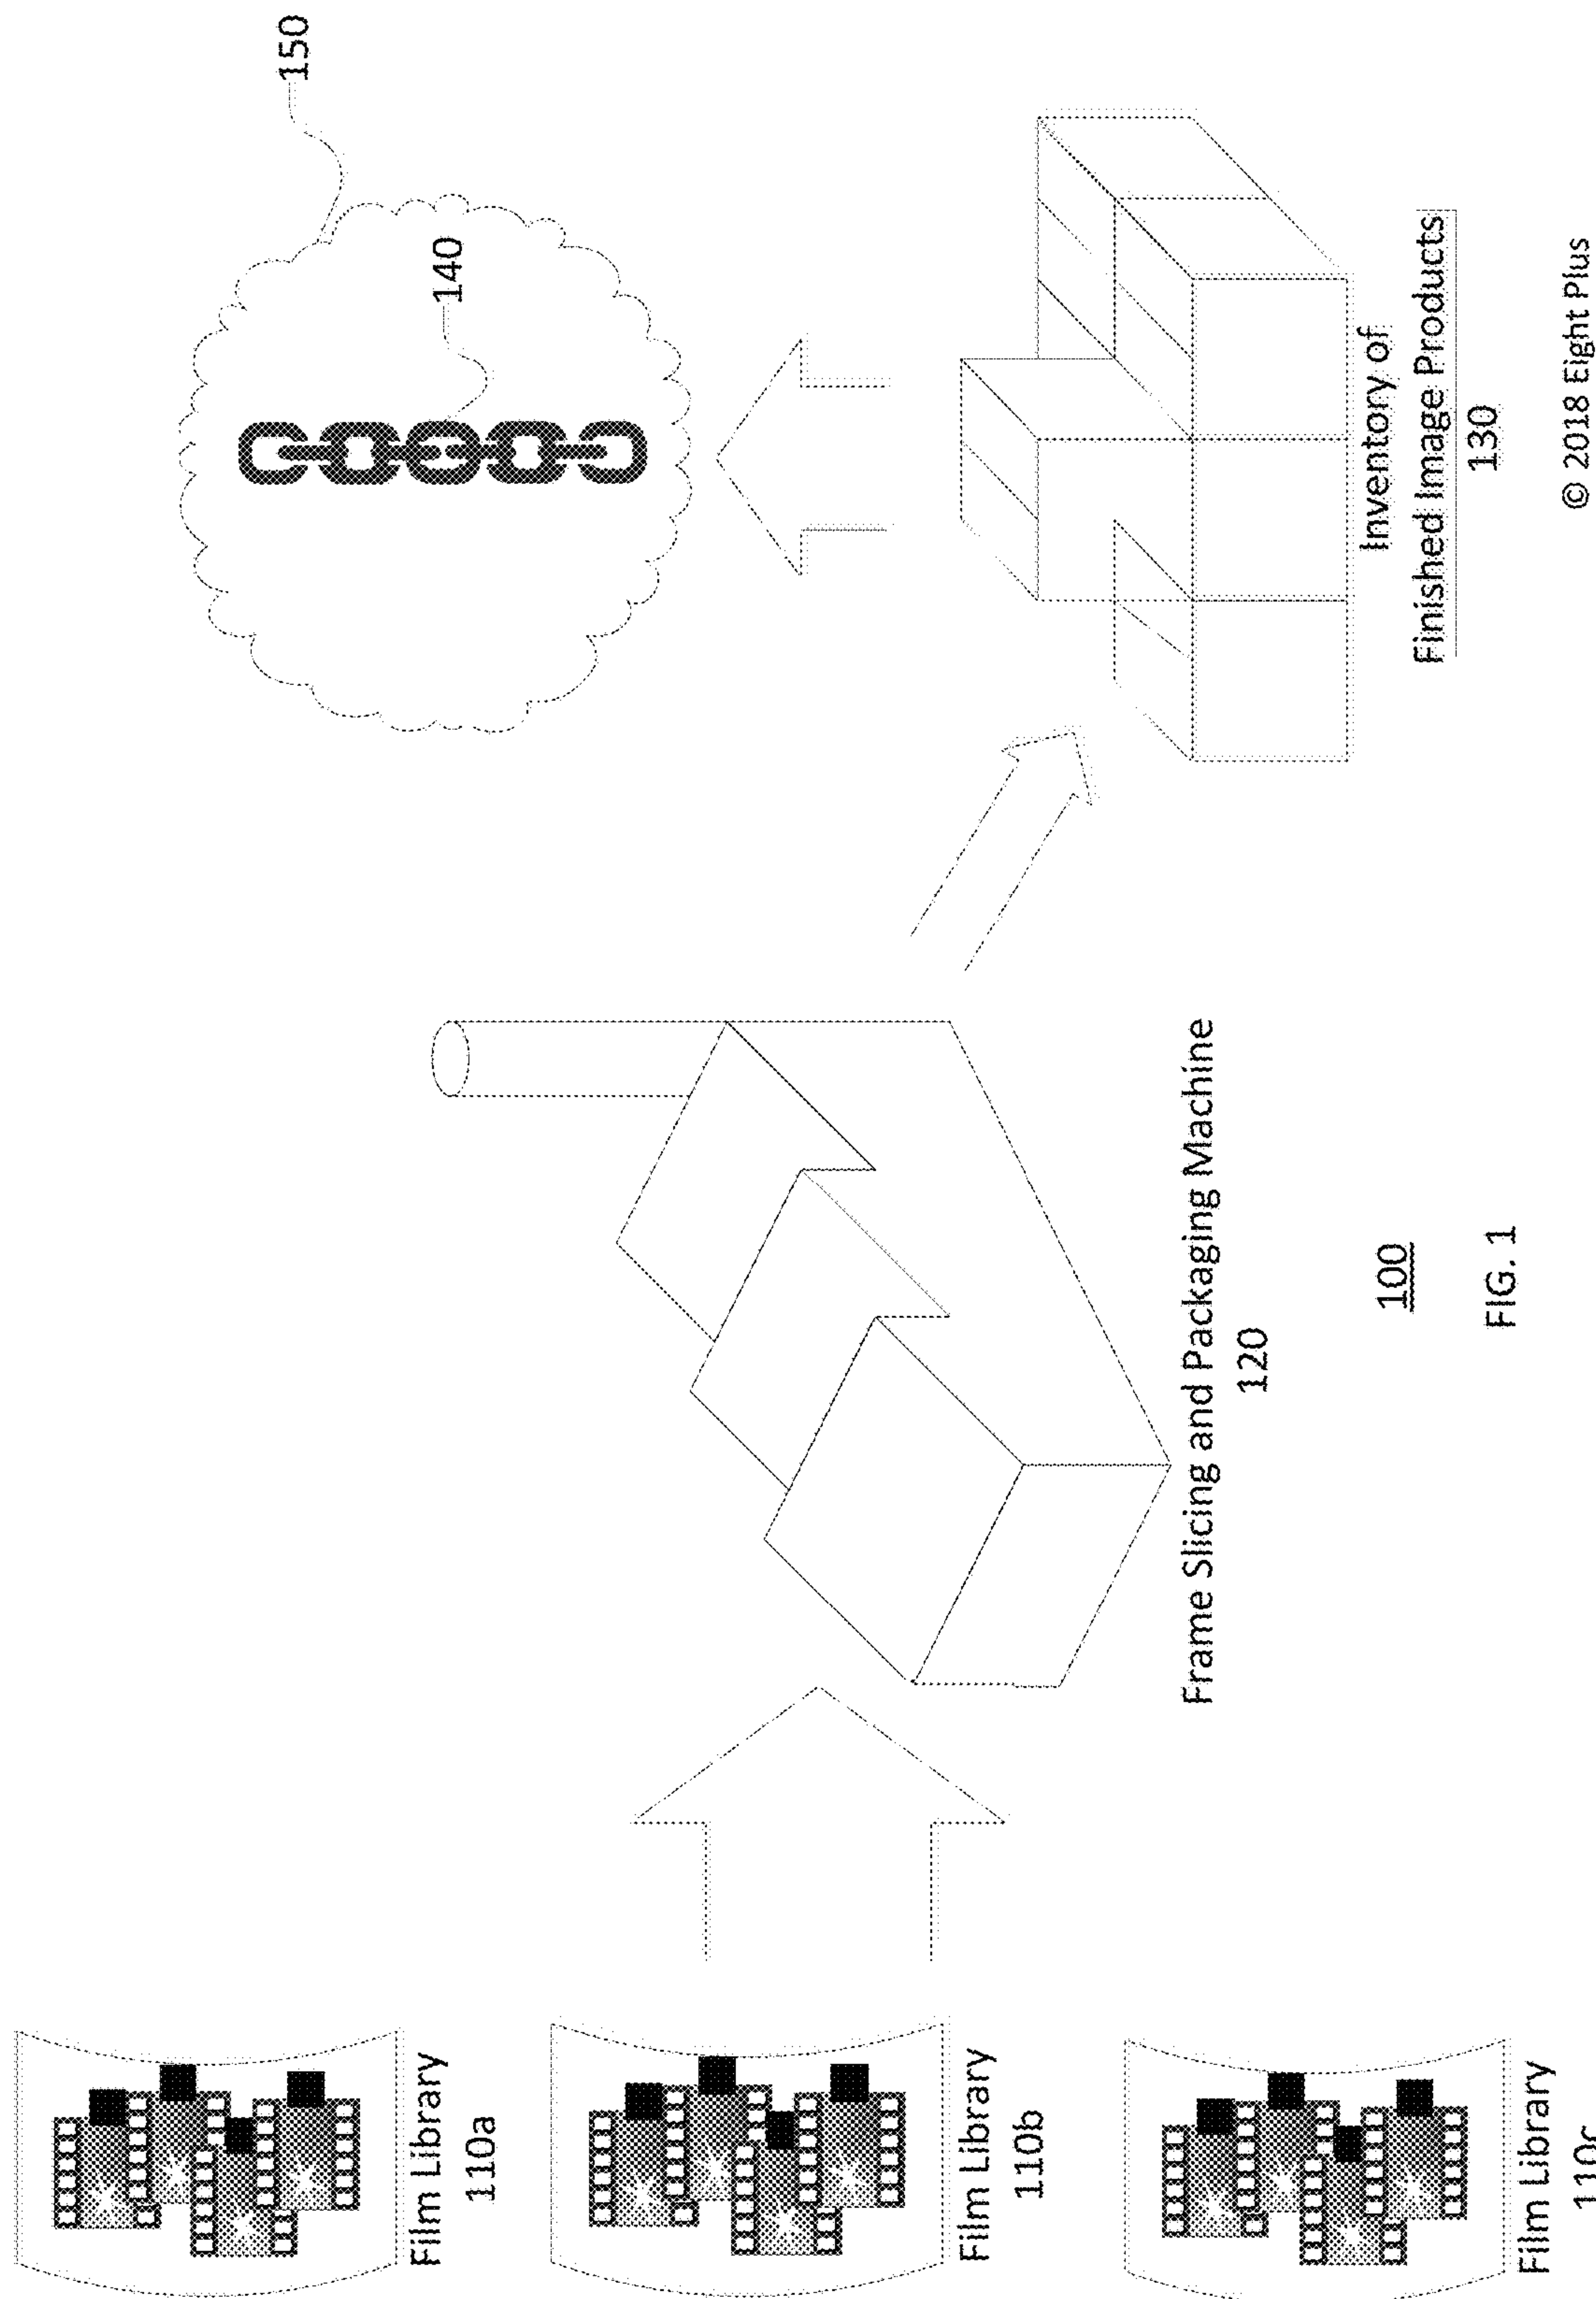 Film Library
110a
Film Library
110b
Film Library
110c
Frame Slicing and Packaging Machine
120
150
140
Inventory of
Finished Image Products
130
100
FIG. 1
© 2018 Eight Plus